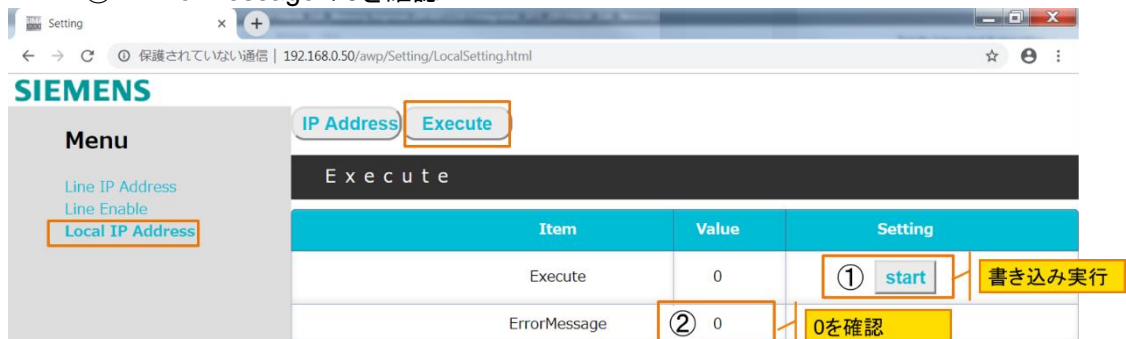 Setting
保護されていない通信 | 192.168.0.50/awp/Setting/LocalSetting.html
SIEMENS
Menu
Line IP Address
Line Enable
Local IP Address
IP Address Execute
Execute
Item Value Setting
Execute 0 ① start 書き込み実行
ErrorMessage ② 0 0を確認